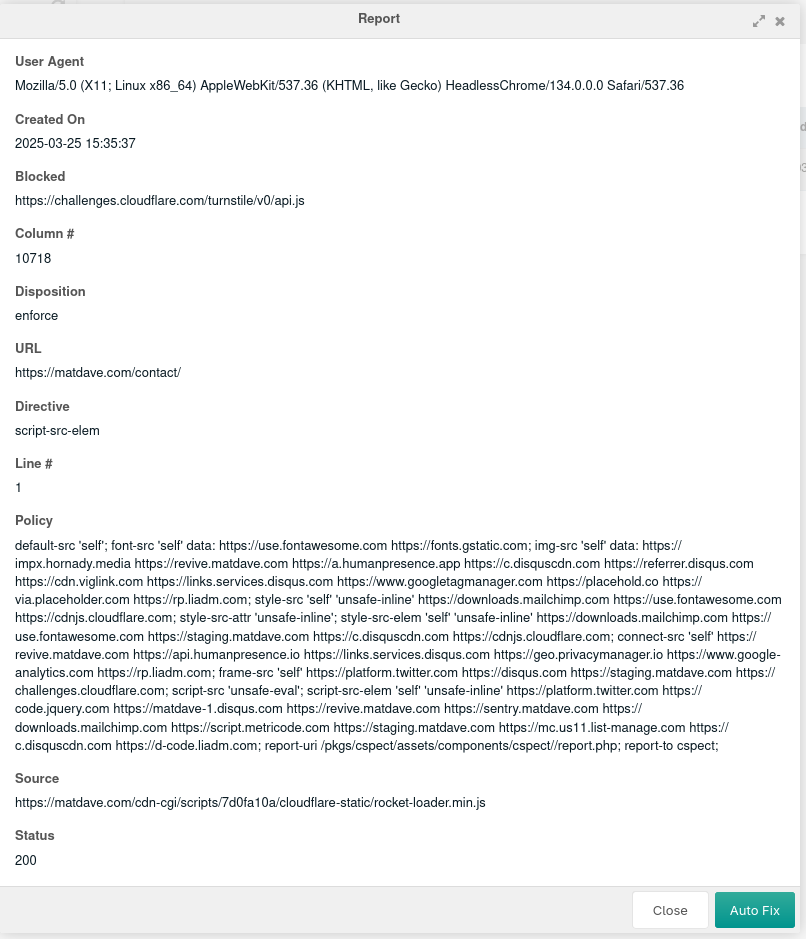 Report
User Agent
Mozilla/5.0 (X11; Linux x86_64) AppleWebKit/537.36 (KHTML, like Gecko) HeadlessChrome/134.0.0.0 Safari/537.36
Created On
2025-03-25 15:35:37
Blocked
https://challenges.cloudflare.com/turnstile/v0/api.js
Column #
10718
Disposition
enforce
URL
https://matdave.com/contact/
Directive
script-src-elem
Line #
1
Policy
default-src 'self'; font-src 'self' data: https://use.fontawesome.com https://fonts.gstatic.com; img-src 'self' data: https://
impx.hornady.media https://revive.matdave.com https://a.humanpresence.app https://c.disquscdn.com https://referrer.disqus.com
https://cdn.viglink.com https://links.services.disqus.com https://www.googletagmanager.com https://placehold.co https://
via.placeholder.com https://rp.liadm.com; style-src 'self' 'unsafe-inline' https://downloads.mailchimp.com https://use.fontawesome.com
https://cdnjs.cloudflare.com; style-src-attr 'unsafe-inline'; style-src-elem 'self' 'unsafe-inline' https://downloads.mailchimp.com https://
use.fontawesome.com https://staging.matdave.com https://c.disquscdn.com https://cdnjs.cloudflare.com; connect-src 'self' https://
revive.matdave.com https://api.humanpresence.io https://links.services.disqus.com https://geo.privacymanager.io https://www.google-
analytics.com https://rp.liadm.com; frame-src 'self' https://platform.twitter.com https://disqus.com https://staging.matdave.com https://
challenges.cloudflare.com; script-src 'unsafe-eval'; script-src-elem 'self' 'unsafe-inline' https://platform.twitter.com https://
code.jquery.com https://matdave-1.disqus.com https://revive.matdave.com https://sentry.matdave.com https://
downloads.mailchimp.com https://script.metricode.com https://staging.matdave.com https://mc.us11.list-manage.com https://
c.disquscdn.com https://d-code.liadm.com; report-uri /pkgs/cspect/assets/components/cspect//report.php; report-to cspect;
Source
https://matdave.com/cdn-cgi/scripts/7d0fa10a/cloudflare-static/rocket-loader.min.js
Status
200
Close
Auto Fix